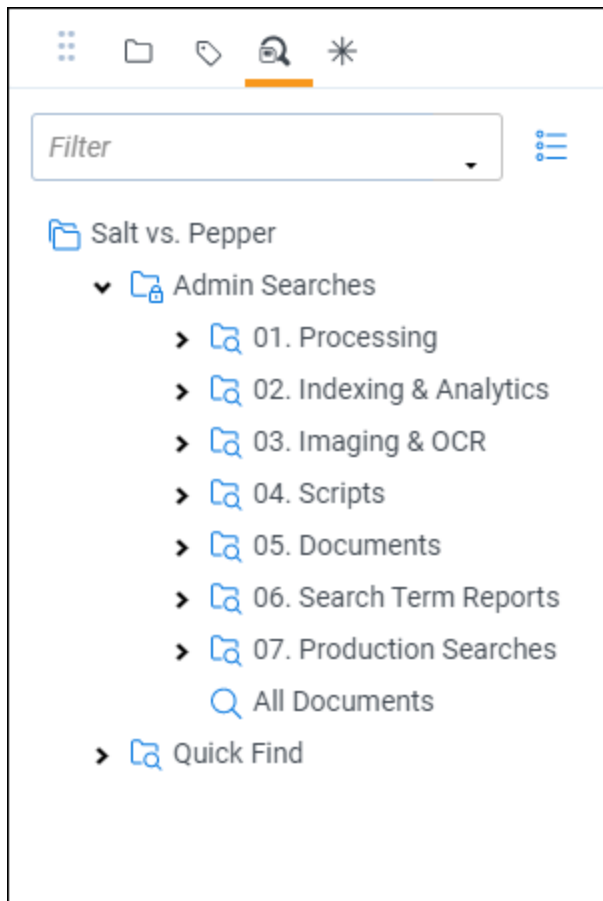 Filter
Salt vs. Pepper
Admin Searches
01. Processing
02. Indexing & Analytics
03. Imaging & OCR
04. Scripts
05. Documents
06. Search Term Reports
07. Production Searches
All Documents
Quick Find